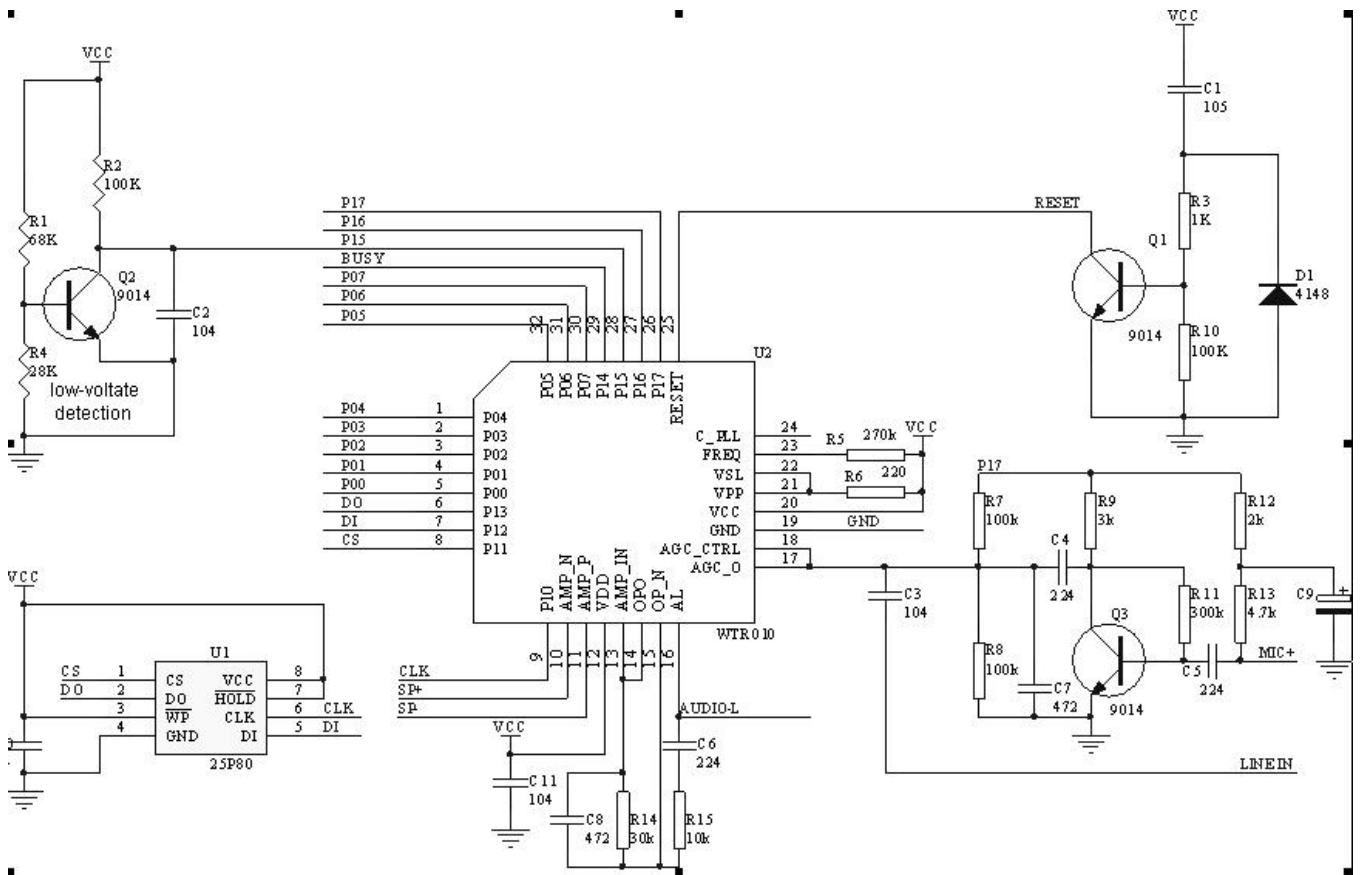 VCC
VCC
C1
105
R2
100K
P17
RESET
R3
1K
P16
R1
68K
P15
Q1
BUSY
Q2
9014
P07
D1
4148
C2
104
P06
P05
32 31 30 29 28 27 26 25
9014
R10
100K
R4
28K
U2
low-voltate
detection
P05 P06 P07 P14 P15 P16 P17 RESET
P04 1 P04
P03 2 P03
P02 3 P02
P01 4 P01
P00 5 P00
DO 6 P13
DI 7 P12
CS 8 P11
C_PLL 24
FREQ 23 R5 270k VCC
VSL 22 220
VPP 21 R6
VCC 20
GND 19 GND
AGC_CTRL 18
AGC_O 17
P17
R7
100k
R9
3k
R12
2k
C4
224
C3
104
R11
300k
R13
4.7k
C9
+
Q3
9014
R8
100k
C7
472
C5
224
MIC+
LINEIN
P10 AMP_N AMP_P VDD AMP_IN OPO OP_N AL
WTR010
9 10 11 12 13 14 15 16
VCC
U1
CS 1 CS VCC 8
DO 2 DO HOLD 7
3 WP CLK 6 CLK
4 GND DI 5 DI
25P80
CLK
SP+
SP-
VCC
AUDIO-L
C6
224
C11
104
C8
472
R14
30k
R15
10k